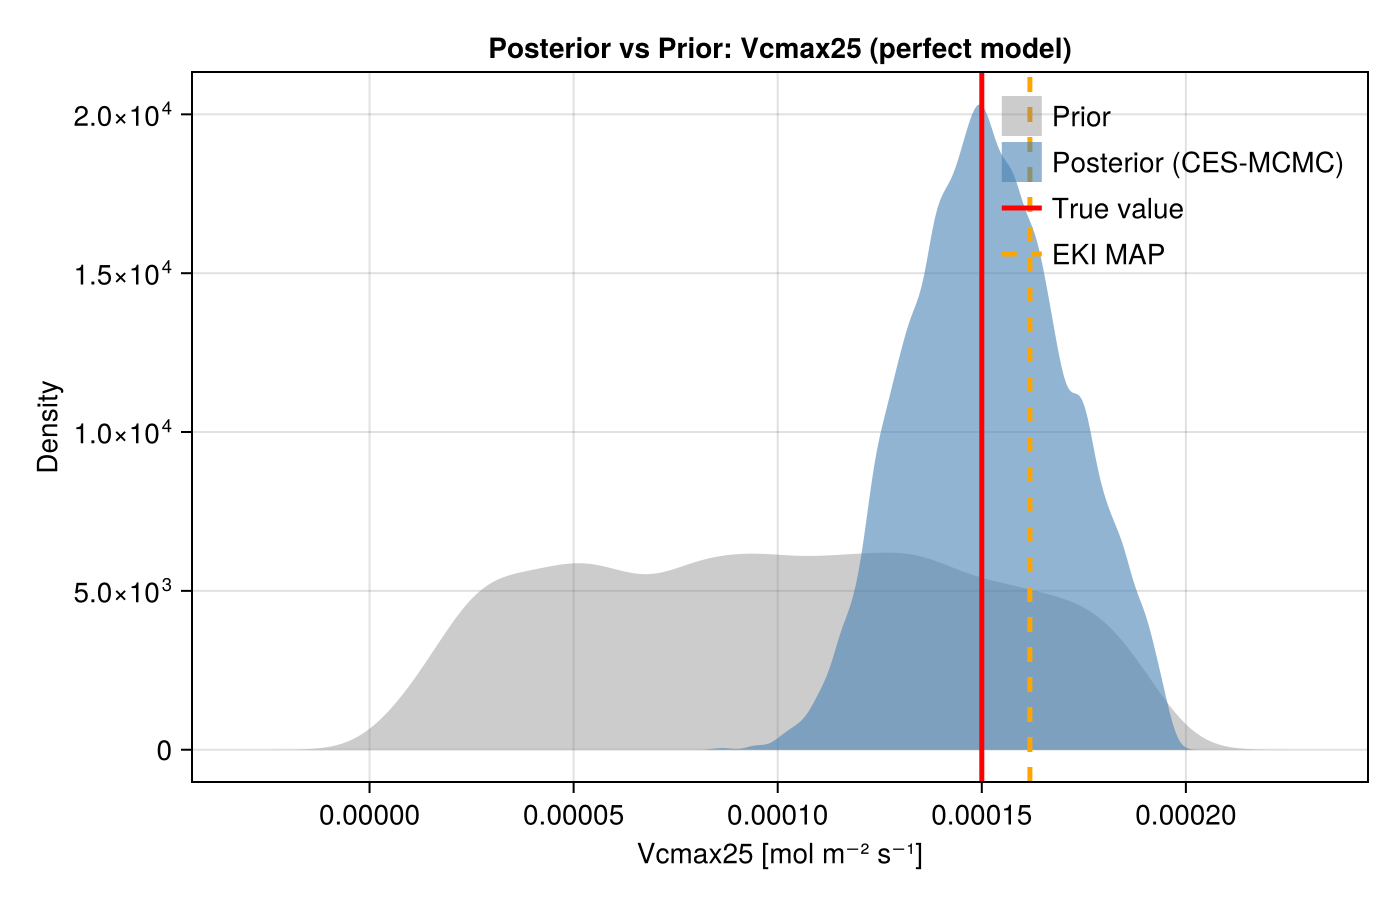 Posterior vs Prior: Vcmax25 (perfect model)
Prior
Posterior (CES-MCMC)
True value
EKI MAP
Density
2.0×10⁴
1.5×10⁴
1.0×10⁴
5.0×10³
0
0.00000
0.00005
0.00010
0.00015
0.00020
Vcmax25 [mol m⁻² s⁻¹]